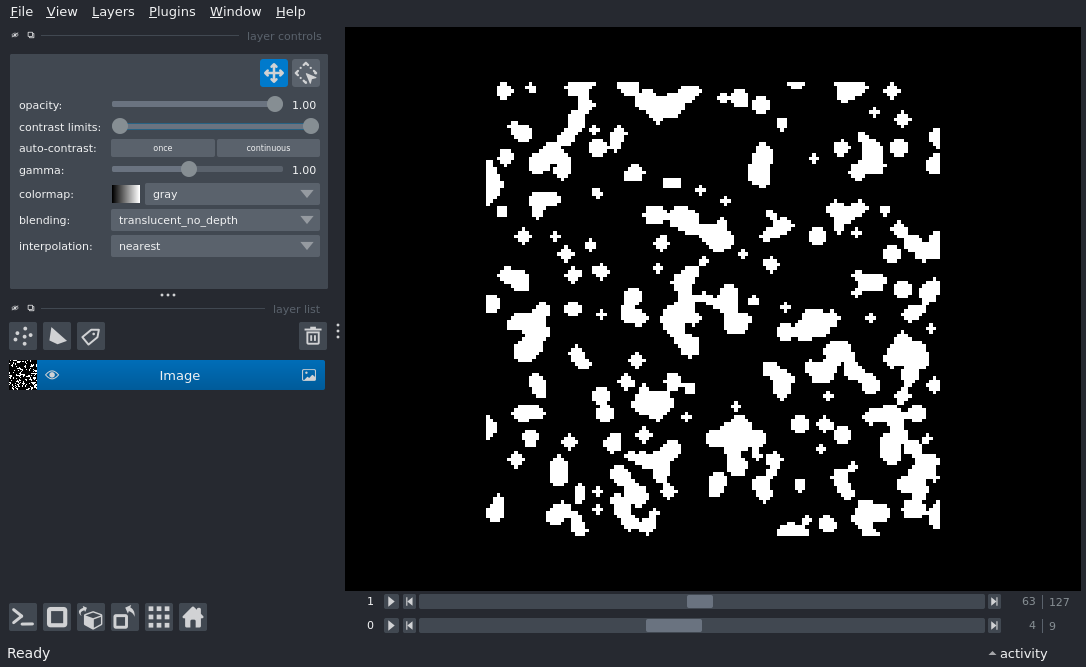 File View Layers Plugins Window Help
layer controls
opacity: 1.00
contrast limits:
auto-contrast: once continuous
gamma: 1.00
colormap: gray
blending: translucent_no_depth
interpolation: nearest
layer list
Image
1 63 127
0 4 9
Ready activity